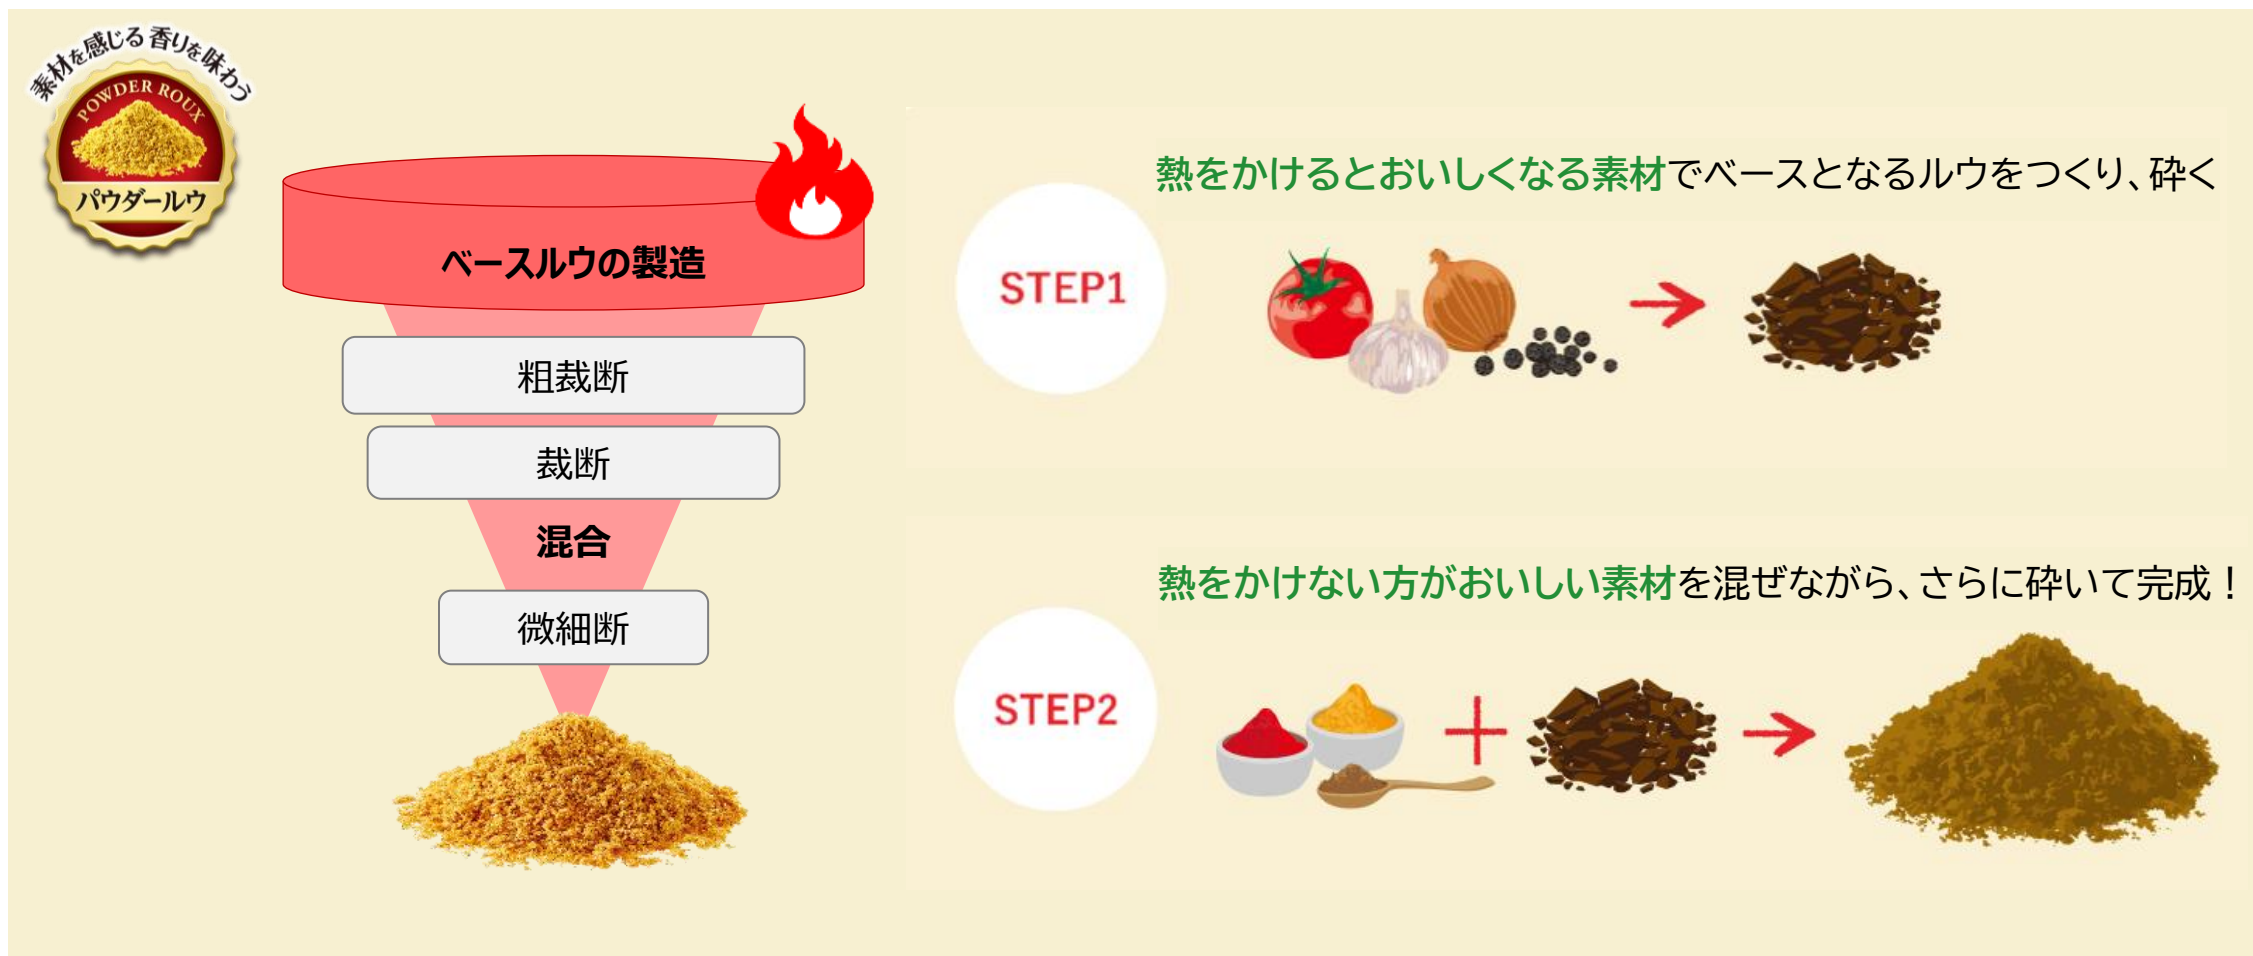 素材を感じる 香りを味わう
POWDER ROUX
パウダールウ
ベースルウの製造
粗裁断
裁断
混合
微細断
STEP1
熱をかけるとおいしくなる素材でベースとなるルウをつくり、砕く
STEP2
熱をかけない方がおいしい素材を混ぜながら、さらに砕いて完成！